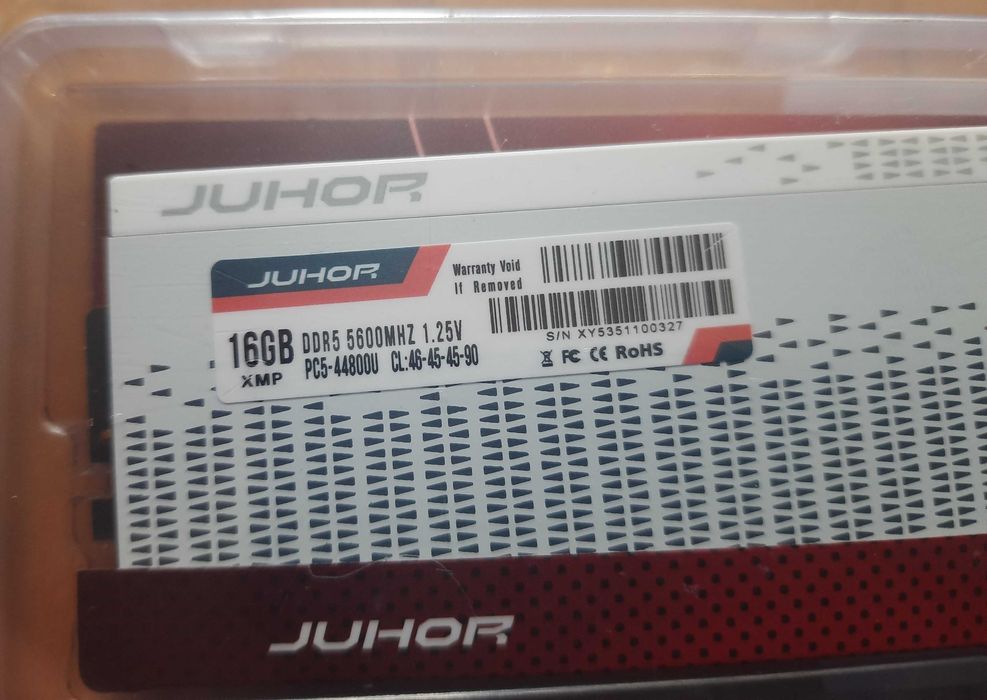 JUHOR
JUHOR
Warranty Void
If Removed
16GB
XMP
DDR5 5600MHZ 1.25V
PC5-44800U CL:46-45-45-90
S/N XY5351100327
FC CE RoHS
JUHOR